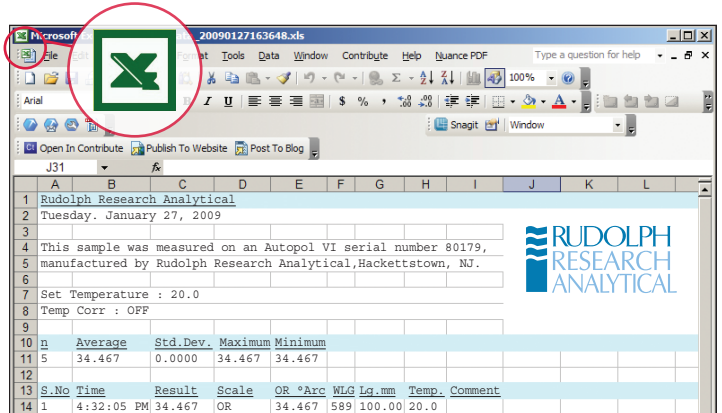 Microsoft 20090127163648.xls
File Edit Format Tools Data Window Contribute Help Nuance PDF Type a question for help
100%
Arial B I U $ % ,
Snagit Window
Open In Contribute Publish To Website Post To Blog
J31 fx
A B C D E F G H I J K L
1 Rudolph Research Analytical
2 Tuesday. January 27, 2009
3
4 This sample was measured on an Autopol VI serial number 80179,
5 manufactured by Rudolph Research Analytical,Hackettstown, NJ.
6
7 Set Temperature : 20.0
8 Temp Corr : OFF
9
10 n Average Std.Dev. Maximum Minimum
11 5 34.467 0.0000 34.467 34.467
12
13 S.No Time Result Scale OR °Arc WLG Lg.mm Temp. Comment
14 1 4:32:05 PM 34.467 OR 34.467 589 100.00 20.0
RUDOLPH
RESEARCH
ANALYTICAL